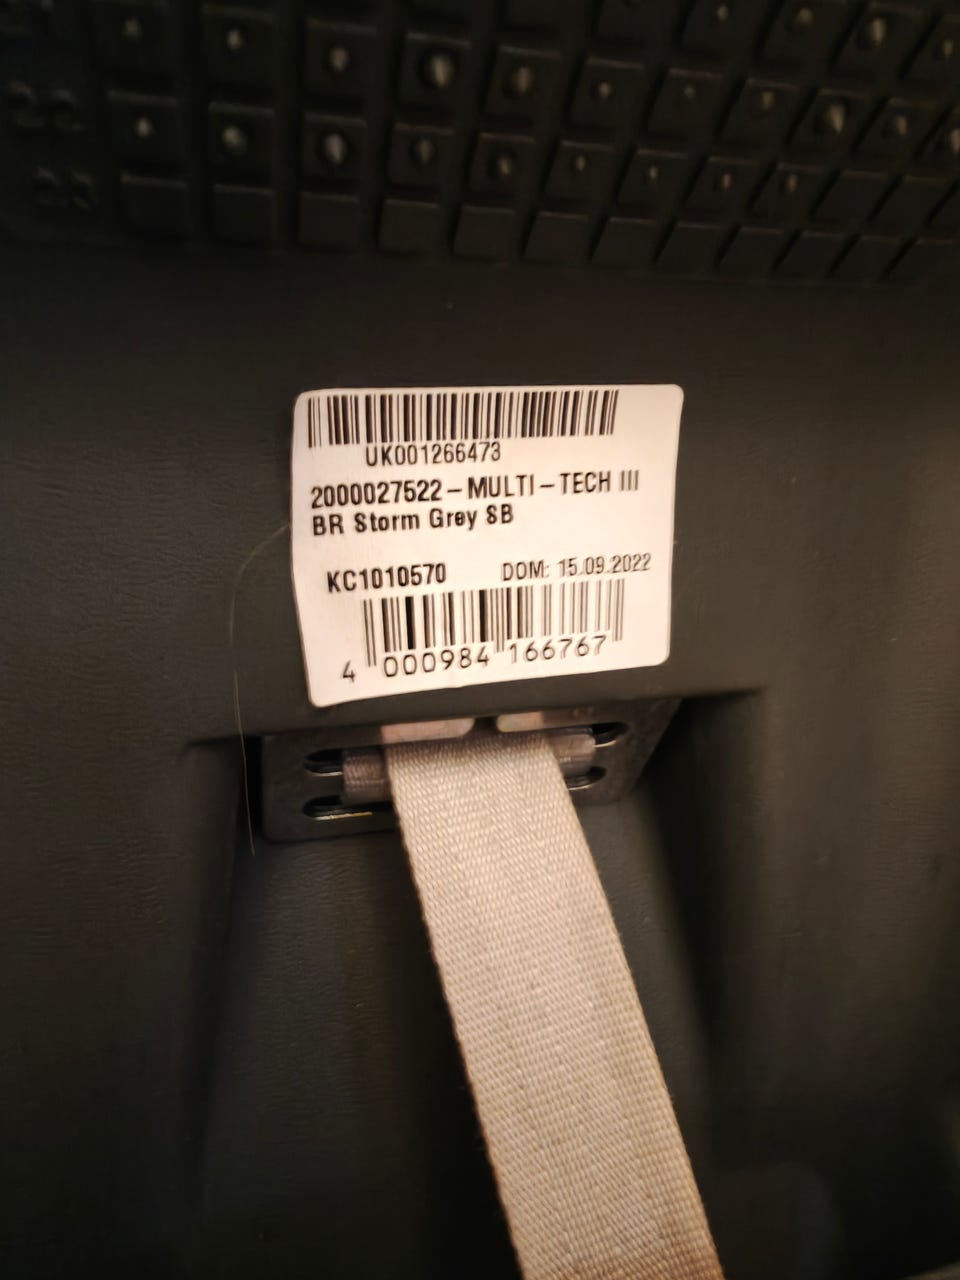 UK001266473
2000027522 – MULTI – TECH III
BR Storm Grey SB
KC1010570 DOM: 15.09.2022
4 000984 166767